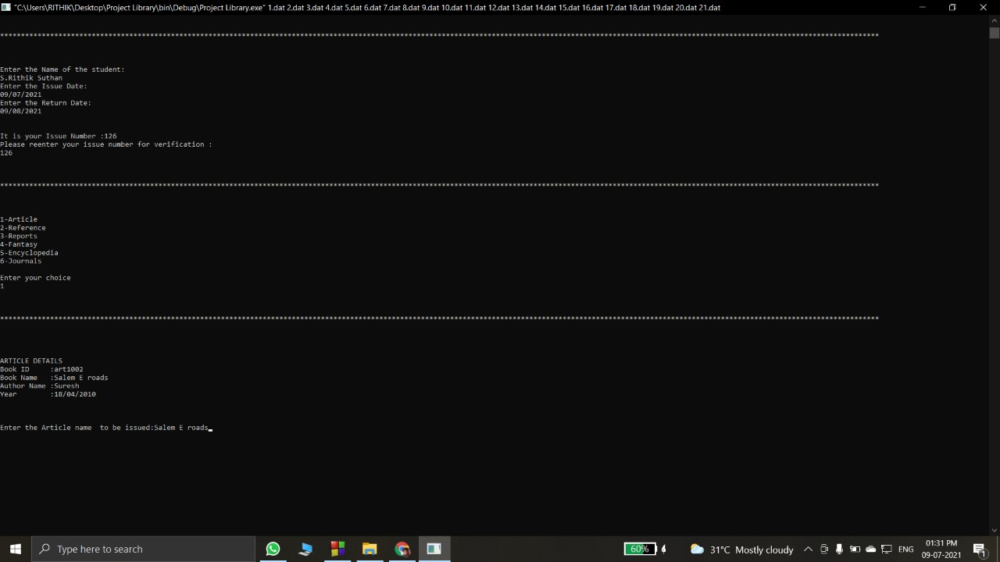 "C:\Users\RITHIK\Desktop\Project Library\bin\Debug\Project Library.exe" 1.dat 2.dat 3.dat 4.dat 5.dat 6.dat 7.dat 8.dat 9.dat 10.dat 11.dat 12.dat 13.dat 14.dat 15.dat 16.dat 17.dat 18.dat 19.dat 20.dat 21.dat
Enter the Name of the student:
S.Rithik Suthan
Enter the Issue Date:
09/07/2021
Enter the Return Date:
09/08/2021
It is your Issue Number :126
Please reenter your issue number for verification :
126
1-Article
2-Reference
3-Reports
4-Fantasy
5-Encyclopedia
6-Journals
Enter your choice
1
ARTICLE DETAILS
Book ID     :art1002
Book Name   :Salem E roads
Author Name :Suresh
Year        :18/04/2010
Enter the Article name  to be issued:Salem E roads
Type here to search
60%
31°C Mostly cloudy
ENG
01:31 PM
09-07-2021
1